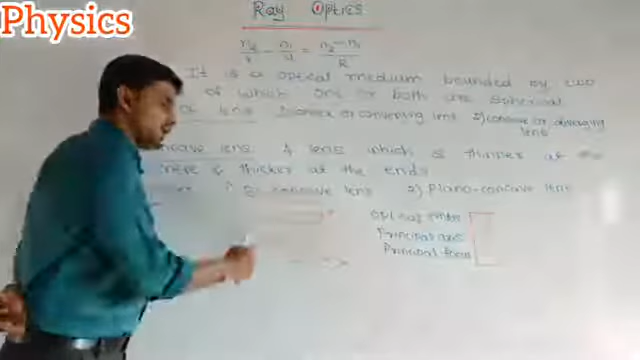 Physics
Ray Optics
n2/v - n1/u = n2-n1/R
It is a optical medium bounded by two
of which one or both are spherical
of lens 1) convex or converging lens 2) concave or diverging
lens
concave lens: A lens which is thinner at the
is thicker at the ends
1) Bi-concave lens 2) Plano-concave lens
optical centre
Principal axis
Principal focus